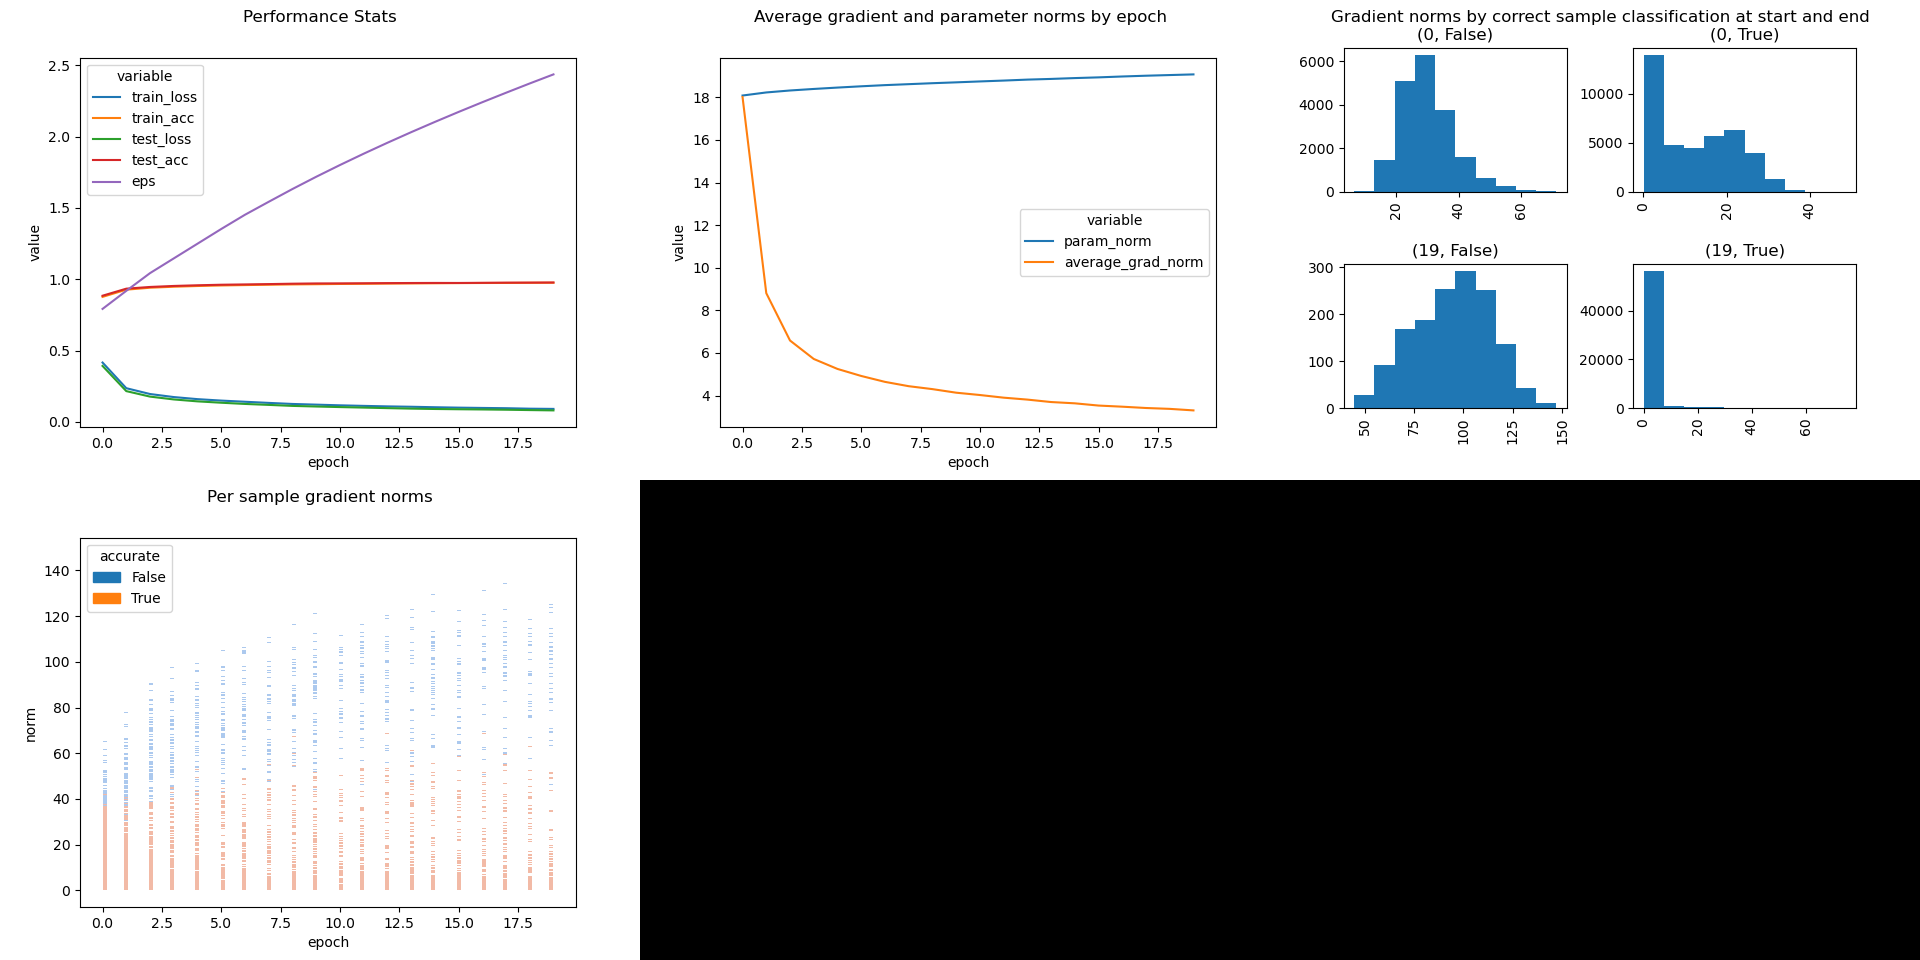 Performance Stats
2.5
2.0
1.5
1.0
0.5
0.0
value
variable
train_loss
train_acc
test_loss
test_acc
eps
0.0 2.5 5.0 7.5 10.0 12.5 15.0 17.5
epoch
Average gradient and parameter norms by epoch
18
16
14
12
10
8
6
4
value
variable
param_norm
average_grad_norm
0.0 2.5 5.0 7.5 10.0 12.5 15.0 17.5
epoch
Gradient norms by correct sample classification at start and end
(0, False)
6000
4000
2000
0
20 40 60
(0, True)
10000
5000
0
0 20 40
(19, False)
300
200
100
0
50 75 100 125 150
(19, True)
40000
20000
0
0 20 40 60
Per sample gradient norms
140
120
100
80
60
40
20
0
norm
accurate
False
True
0.0 2.5 5.0 7.5 10.0 12.5 15.0 17.5
epoch